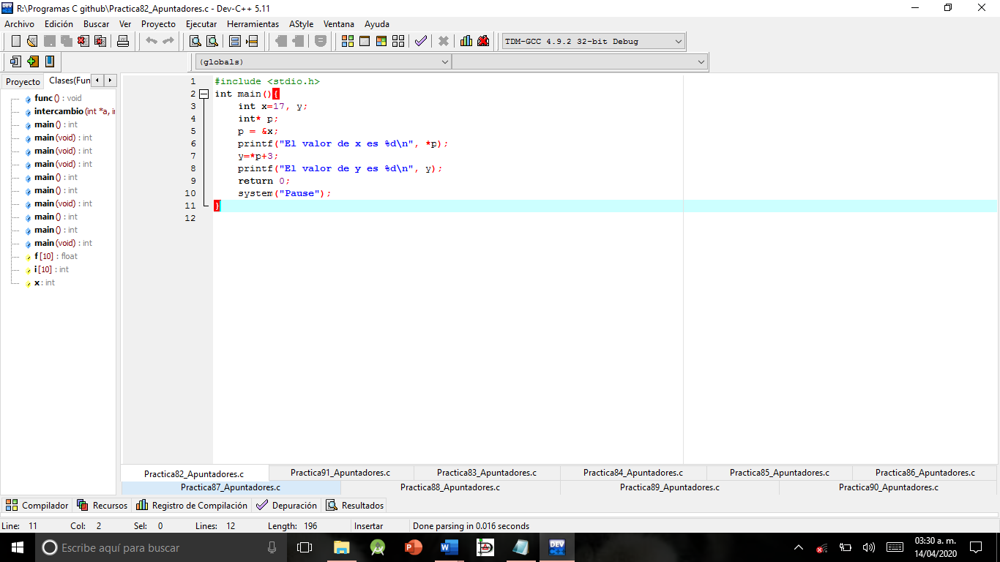 R:\Programas C github\Practica82_Apuntadores.c - Dev-C++ 5.11
Archivo Edición Buscar Ver Proyecto Ejecutar Herramientas AStyle Ventana Ayuda
TDM-GCC 4.9.2 32-bit Debug
(globals)
Proyecto Clases(Fun
func () : void
intercambio (int *a, in
main () : int
main (void) : int
main (void) : int
main (void) : int
main () : int
main () : int
main (void) : int
main () : int
main () : int
main (void) : int
f [10] : float
i [10] : int
x : int
1 #include <stdio.h>
2 int main(){
3 int x=17, y;
4 int* p;
5 p = &x;
6 printf("El valor de x es %d\n", *p);
7 y=*p+3;
8 printf("El valor de y es %d\n", y);
9 return 0;
10 system("Pause");
11 }
12
Practica82_Apuntadores.c Practica91_Apuntadores.c Practica83_Apuntadores.c Practica84_Apuntadores.c Practica85_Apuntadores.c Practica86_Apuntadores.c
Practica87_Apuntadores.c Practica88_Apuntadores.c Practica89_Apuntadores.c Practica90_Apuntadores.c
Compilador Recursos Registro de Compilación Depuración Resultados
Line: 11 Col: 2 Sel: 0 Lines: 12 Length: 196 Insertar Done parsing in 0.016 seconds
Escribe aquí para buscar
DEV
03:30 a. m.
14/04/2020